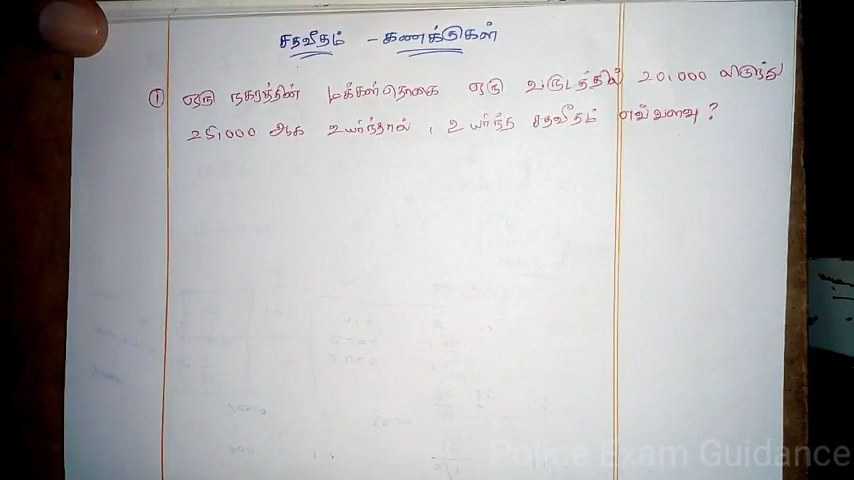 சதவீதம் - கணக்குகள்
① ஒரு நகரத்தின் மக்கள்தொகை ஒரு வருடத்தில் 20,000 லிருந்து
25,000 ஆக உயர்ந்தால் , உயர்ந்த சதவீதம் எவ்வளவு ?
Police Exam Guidance